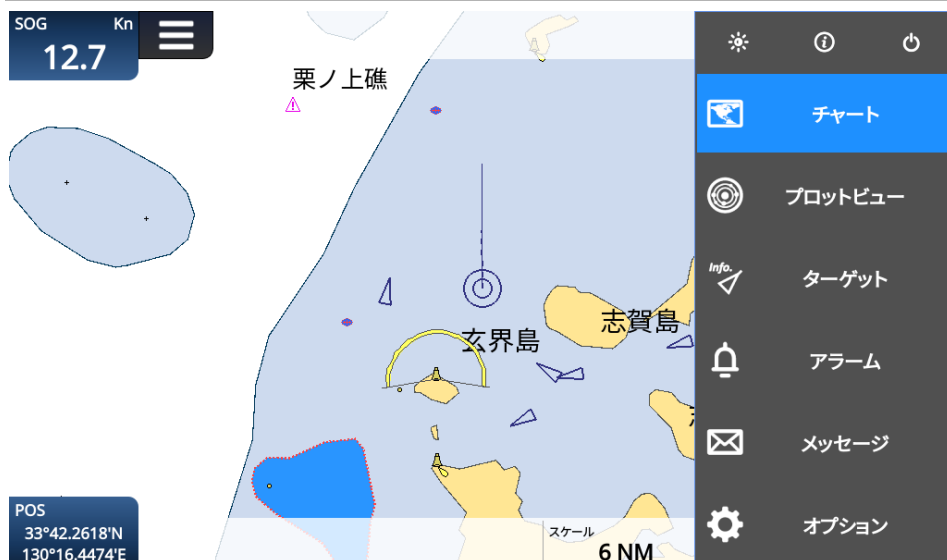 SOG Kn
12.7
栗ノ上礁
玄界島
志賀島
POS
33°42.2618'N
130°16.4474'E
スケール
6 NM
チャート
プロットビュー
Info.
ターゲット
アラーム
メッセージ
オプション